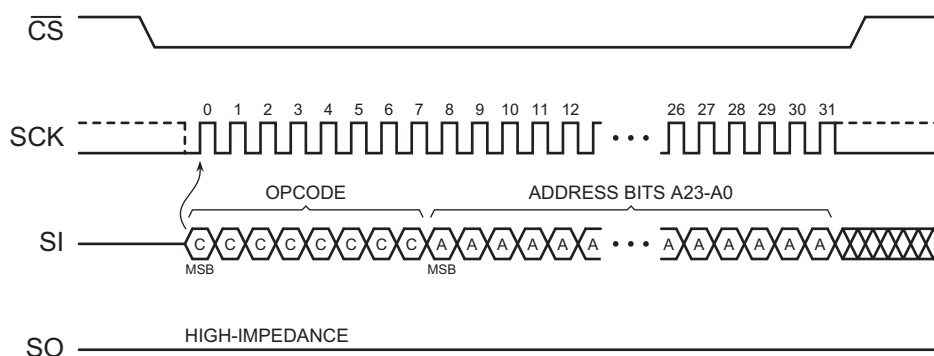 CS
0 1 2 3 4 5 6 7 8 9 10 11 12 26 27 28 29 30 31
SCK
OPCODE ADDRESS BITS A23-A0
SI C C C C C C C C A A A A A A A A A A A A
MSB MSB
HIGH-IMPEDANCE
SO